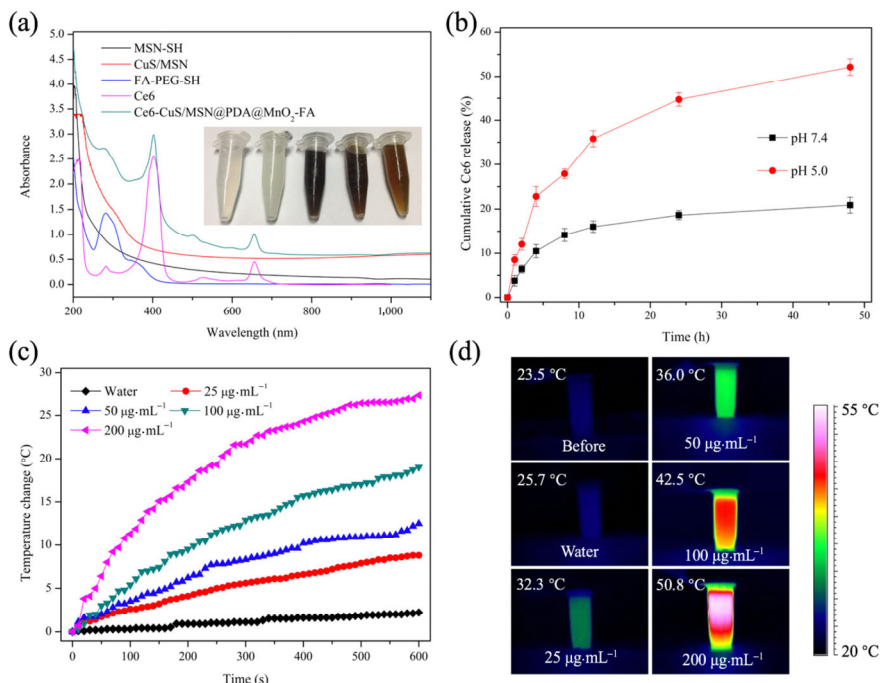 (a)
5.0
4.5
4.0
3.5
3.0
2.5
2.0
1.5
1.0
0.5
0.0
Absorbance
MSN-SH
CuS/MSN
FA-PEG-SH
Ce6
Ce6-CuS/MSN@PDA@MnO₂-FA
200 400 600 800 1,000
Wavelength (nm)
(b)
60
50
40
30
20
10
0
Cumulative Ce6 release (%)
pH 7.4
pH 5.0
0 10 20 30 40 50
Time (h)
(c)
30
25
20
15
10
5
0
Temperature change (°C)
Water 25 μg·mL⁻¹
50 μg·mL⁻¹ 100 μg·mL⁻¹
200 μg·mL⁻¹
0 100 200 300 400 500 600
Time (s)
(d)
23.5 °C 36.0 °C
Before 50 μg·mL⁻¹
25.7 °C 42.5 °C
Water 100 μg·mL⁻¹
32.3 °C 50.8 °C
25 μg·mL⁻¹ 200 μg·mL⁻¹
55 °C
20 °C